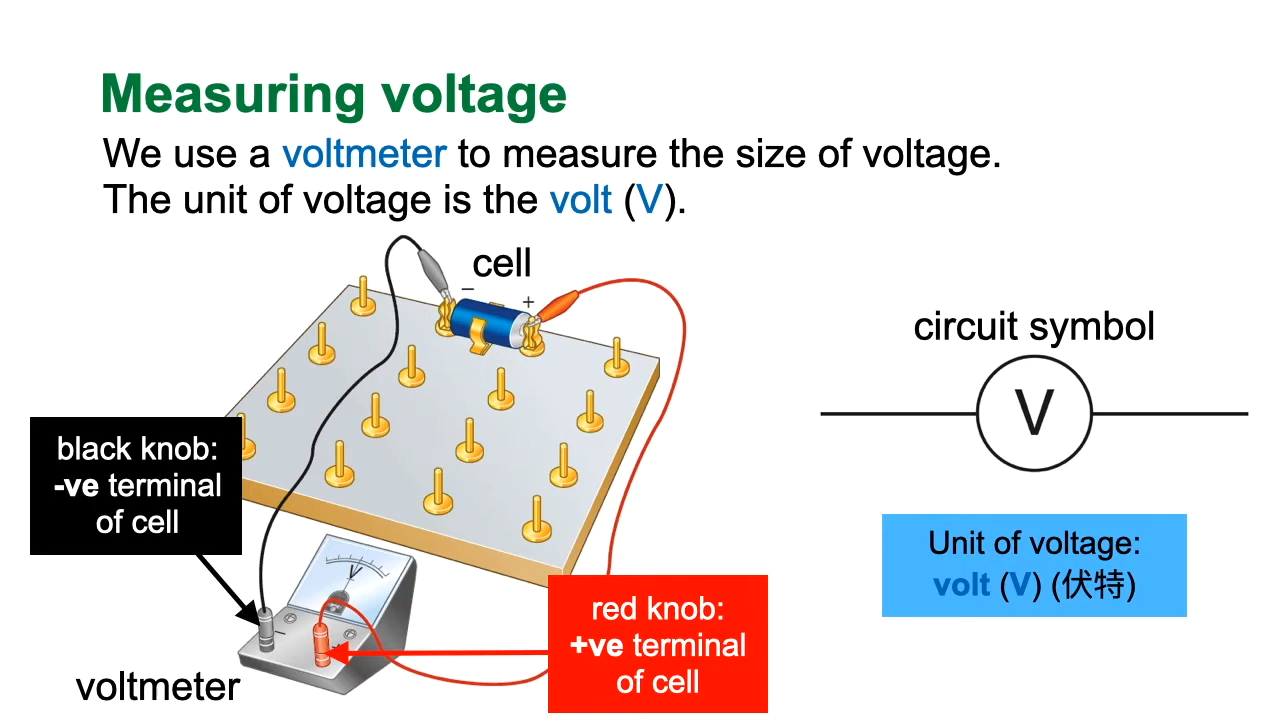 Measuring voltage
We use a voltmeter to measure the size of voltage.
The unit of voltage is the volt (V).
cell
−
+
circuit symbol
V
black knob:
-ve terminal
of cell
V
−
Unit of voltage:
volt (V) (伏特)
red knob:
+ve terminal
of cell
voltmeter